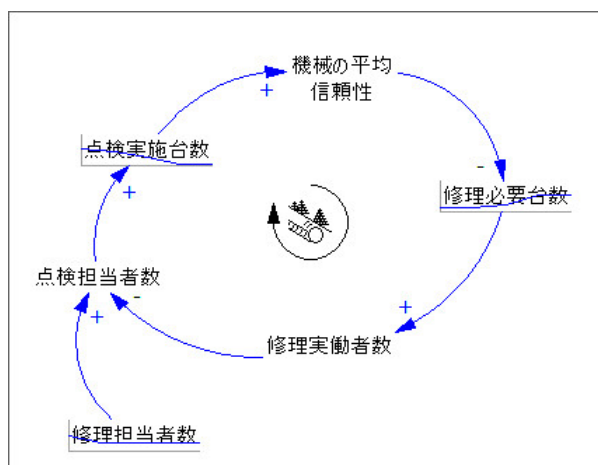 機械の平均
信頼性
+
点検実施台数
-
修理必要台数
+
点検担当者数
-
+
+
修理実働者数
修理担当者数